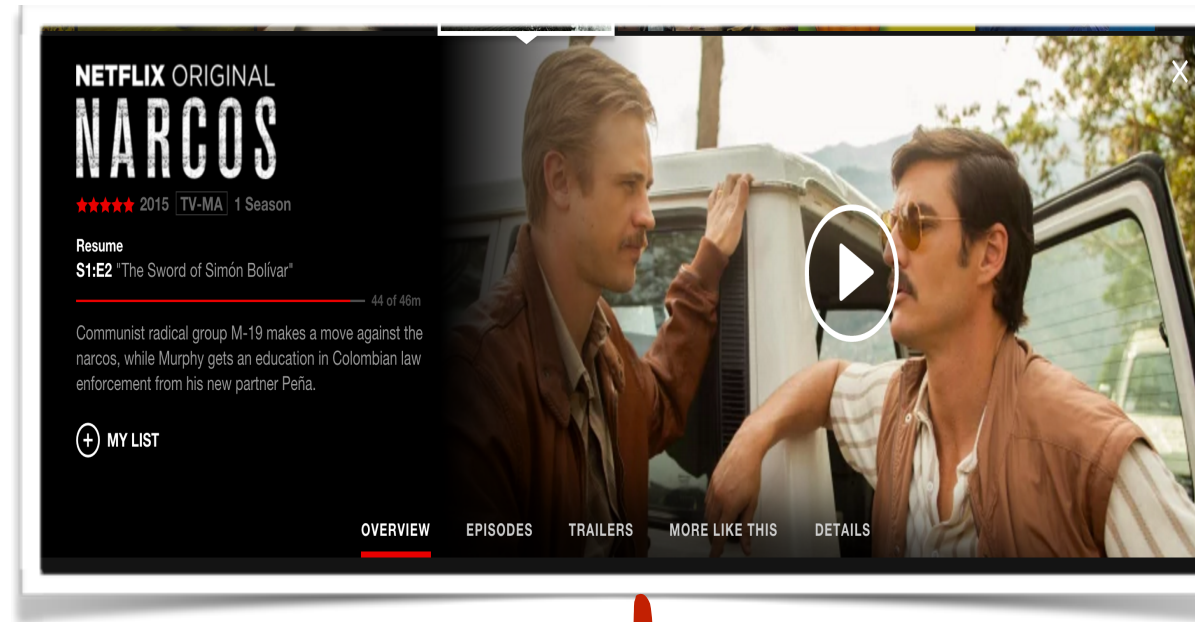 NETFLIX ORIGINAL
NARCOS
2015 TV-MA 1 Season
Resume
S1:E2 "The Sword of Simón Bolívar"
44 of 46m
Communist radical group M-19 makes a move against the
narcos, while Murphy gets an education in Colombian law
enforcement from his new partner Peña.
MY LIST
OVERVIEW EPISODES TRAILERS MORE LIKE THIS DETAILS